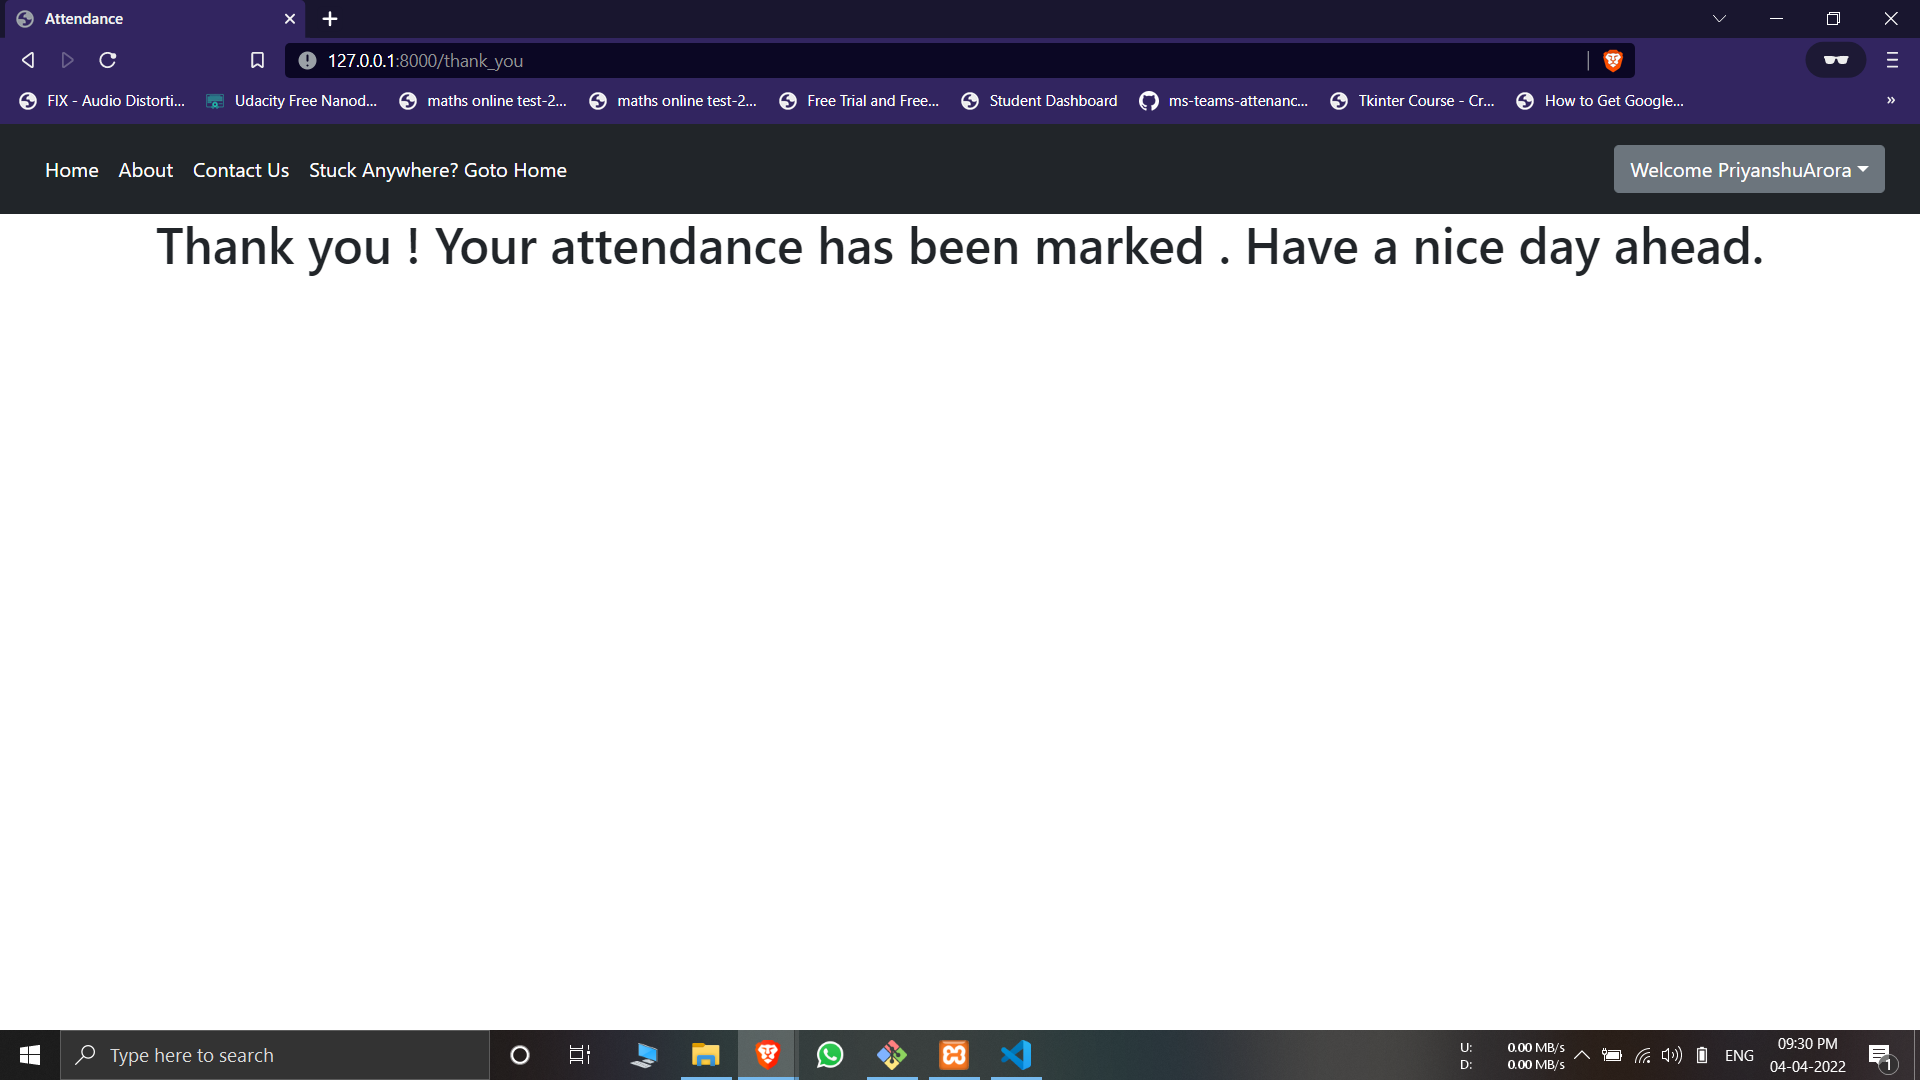 Attendance
127.0.0.1:8000/thank_you
FIX - Audio Distorti... Udacity Free Nanod... maths online test-2... maths online test-2... Free Trial and Free... Student Dashboard ms-teams-attenanc... Tkinter Course - Cr... How to Get Google... »
Home About Contact Us Stuck Anywhere? Goto Home Welcome PriyanshuArora
Thank you ! Your attendance has been marked . Have a nice day ahead.
Type here to search
U: 0.00 MB/s
D: 0.00 MB/s
ENG
09:30 PM
04-04-2022
1